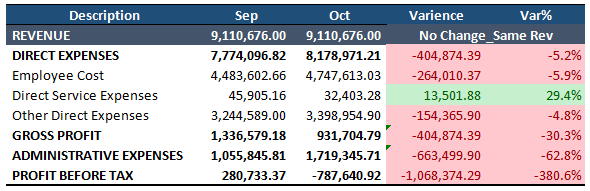 Description Sep Oct Varience Var%
REVENUE 9,110,676.00 9,110,676.00 No Change_Same Rev
DIRECT EXPENSES 7,774,096.82 8,178,971.21 -404,874.39 -5.2%
Employee Cost 4,483,602.66 4,747,613.03 -264,010.37 -5.9%
Direct Service Expenses 45,905.16 32,403.28 13,501.88 29.4%
Other Direct Expenses 3,244,589.00 3,398,954.90 -154,365.90 -4.8%
GROSS PROFIT 1,336,579.18 931,704.79 -404,874.39 -30.3%
ADMINISTRATIVE EXPENSES 1,055,845.81 1,719,345.71 -663,499.90 -62.8%
PROFIT BEFORE TAX 280,733.37 -787,640.92 -1,068,374.29 -380.6%